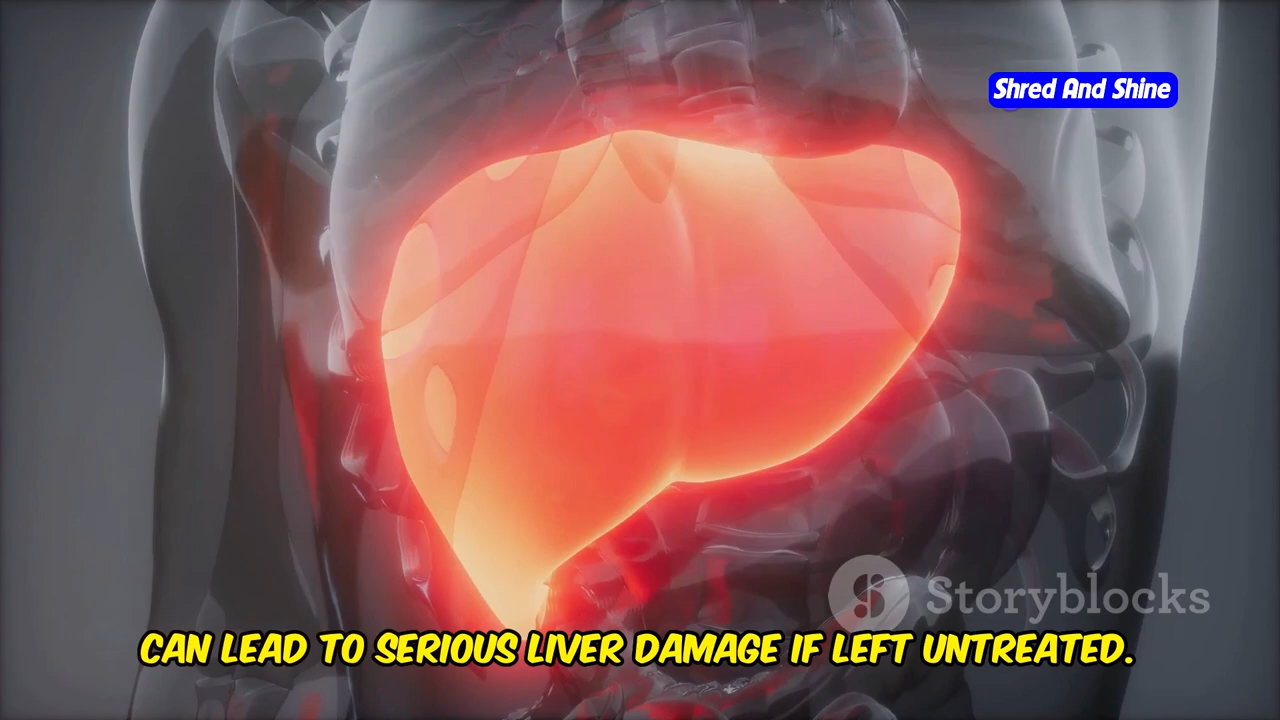 Shred And Shine
Storyblocks
CAN LEAD TO SERIOUS LIVER DAMAGE IF LEFT UNTREATED.